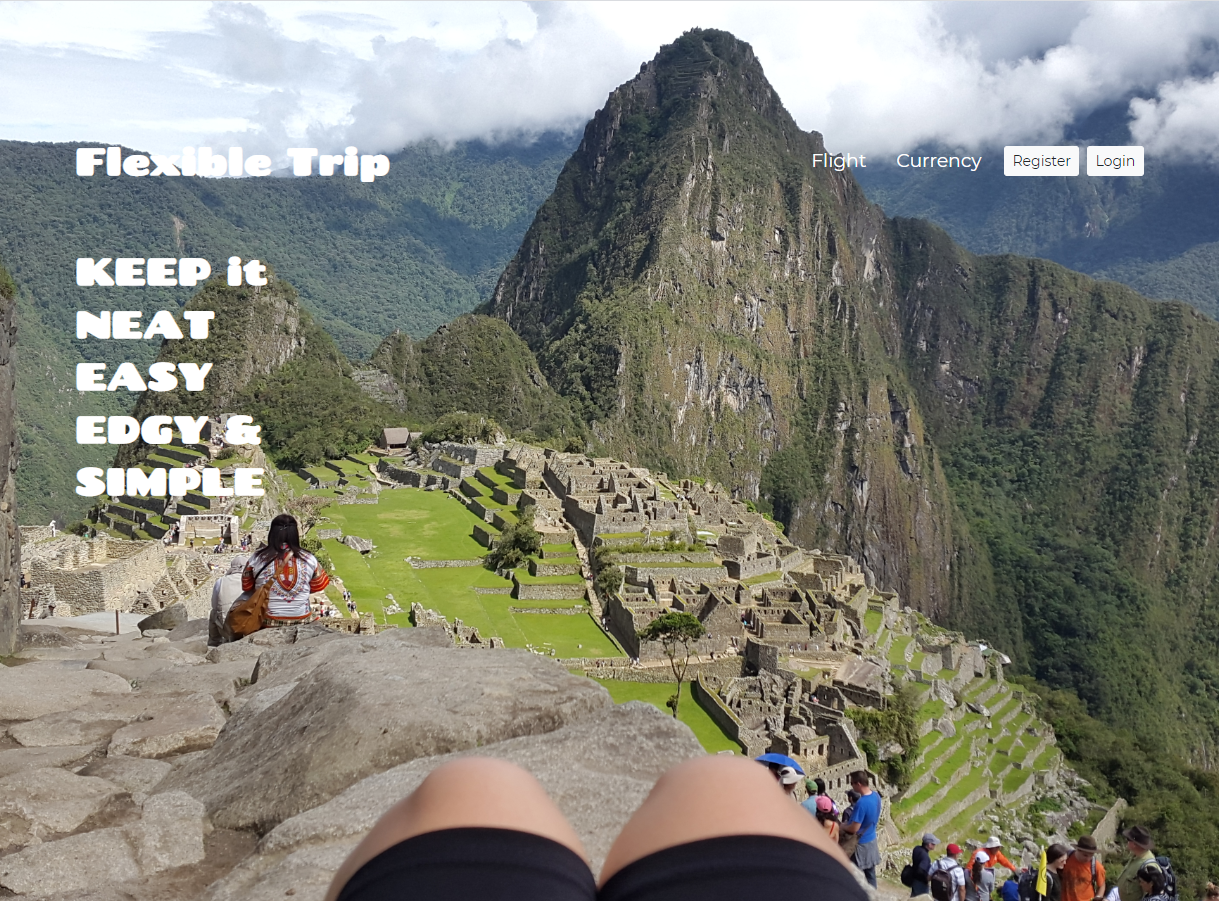 Flexible Trip
Flight Currency Register Login
KEEP it
NEAT
EASY
EDGY &
SIMPLE